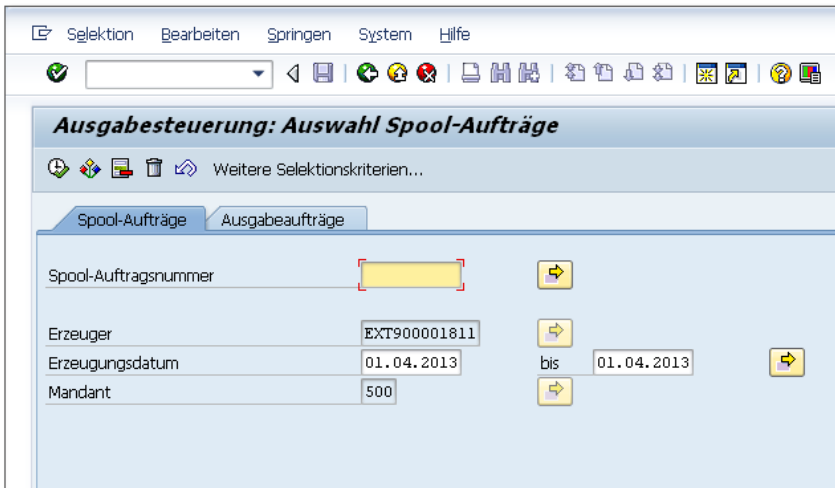 Selektion Bearbeiten Springen System Hilfe
Ausgabesteuerung: Auswahl Spool-Aufträge
Weitere Selektionskriterien...
Spool-Aufträge Ausgabeaufträge
Spool-Auftragsnummer
Erzeuger EXT900001811
Erzeugungsdatum 01.04.2013 bis 01.04.2013
Mandant 500